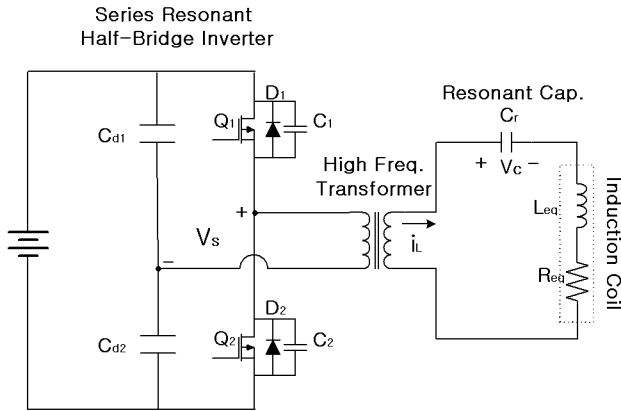 Series Resonant
Half-Bridge Inverter
D1
Q1
C1
Cd1
Resonant Cap.
Cr
+ Vc -
High Freq.
Transformer
Induction Coil
Leq
+
Vs
iL
-
Req
D2
Q2
C2
Cd2